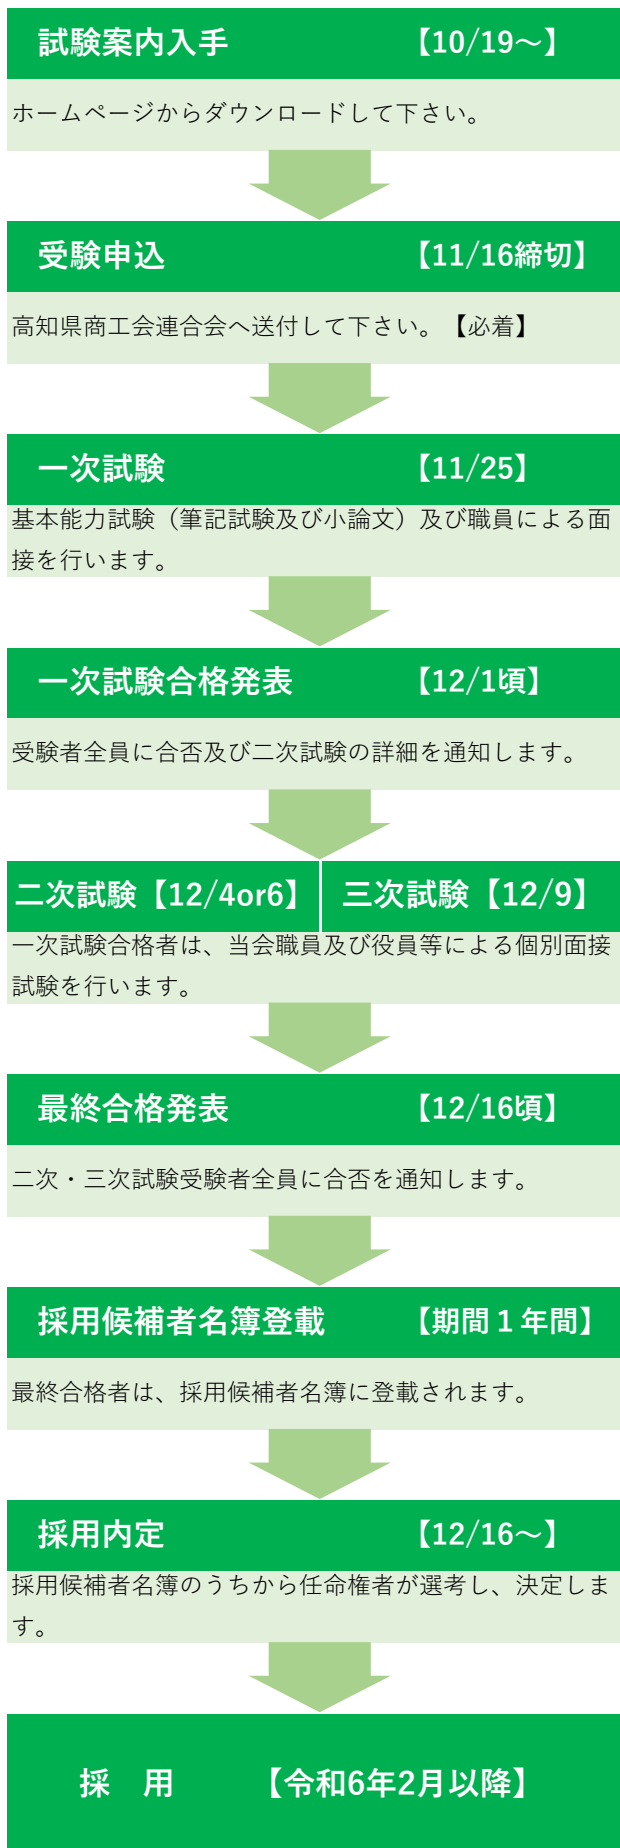 試験案内入手 【10/19～】
ホームページからダウンロードして下さい。
受験申込 【11/16締切】
高知県商工会連合会へ送付して下さい。【必着】
一次試験 【11/25】
基本能力試験（筆記試験及び小論文）及び職員による面
接を行います。
一次試験合格発表 【12/1頃】
受験者全員に合否及び二次試験の詳細を通知します。
二次試験【12/4or6】 三次試験【12/9】
一次試験合格者は、当会職員及び役員等による個別面接
試験を行います。
最終合格発表 【12/16頃】
二次・三次試験受験者全員に合否を通知します。
採用候補者名簿登載 【期間１年間】
最終合格者は、採用候補者名簿に登載されます。
採用内定 【12/16～】
採用候補者名簿のうちから任命権者が選考し、決定しま
す。
採　用 【令和6年2月以降】